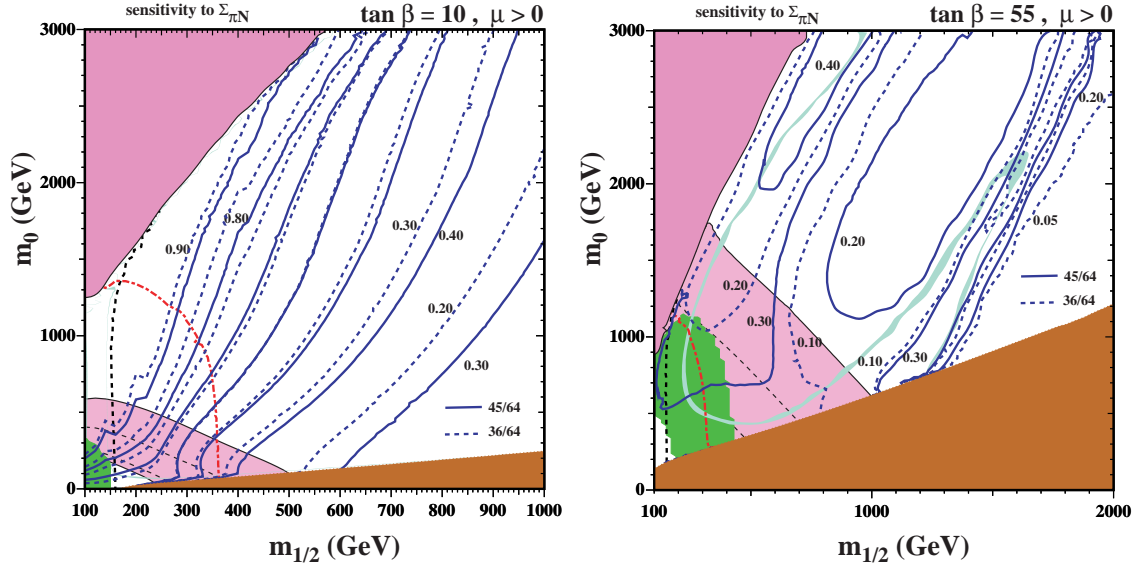 sensitivity to Σ_πN
tan β = 10 , μ > 0
3000
2000
1000
0
m_0 (GeV)
0.90
0.80
0.30
0.40
0.20
0.30
45/64
36/64
100 200 300 400 500 600 700 800 900 1000
m_1/2 (GeV)
sensitivity to Σ_πN
tan β = 55 , μ > 0
3000
2000
1000
0
m_0 (GeV)
0.40
0.20
0.05
0.20
0.20
0.30
0.10
0.10
0.30
45/64
36/64
100 1000 2000
m_1/2 (GeV)